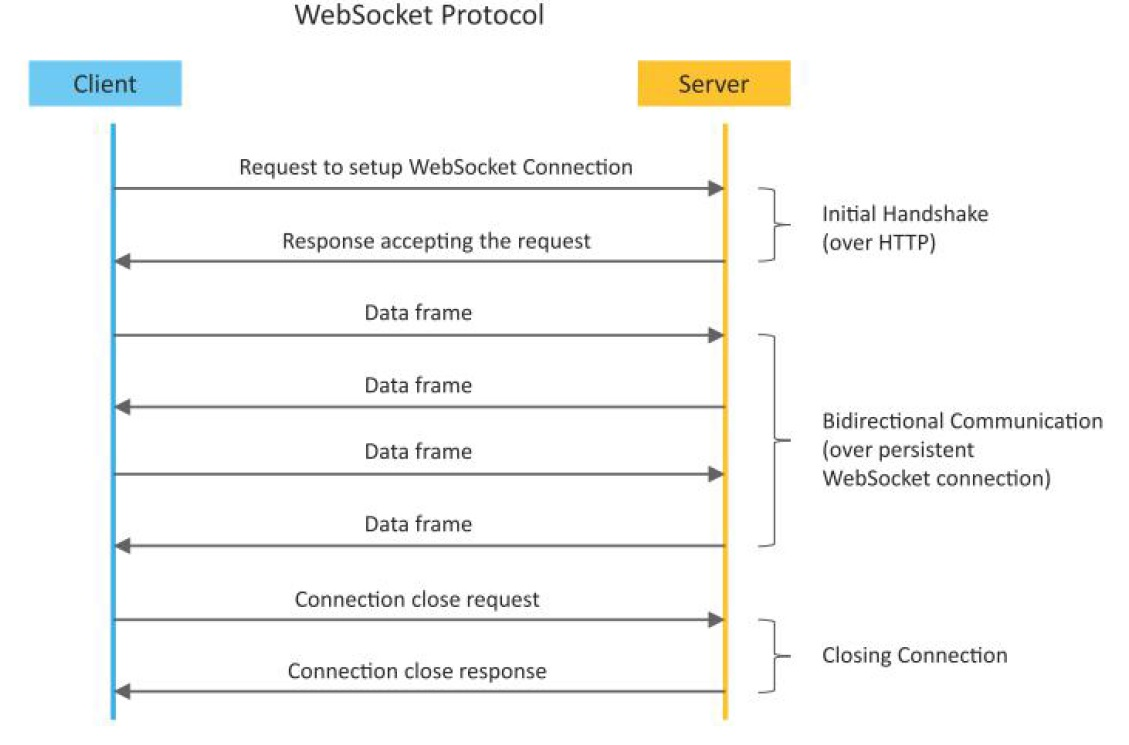 WebSocket Protocol
Client
Server
Request to setup WebSocket Connection
Response accepting the request
Initial Handshake
(over HTTP)
Data frame
Data frame
Data frame
Data frame
Bidirectional Communication
(over persistent
WebSocket connection)
Connection close request
Connection close response
Closing Connection